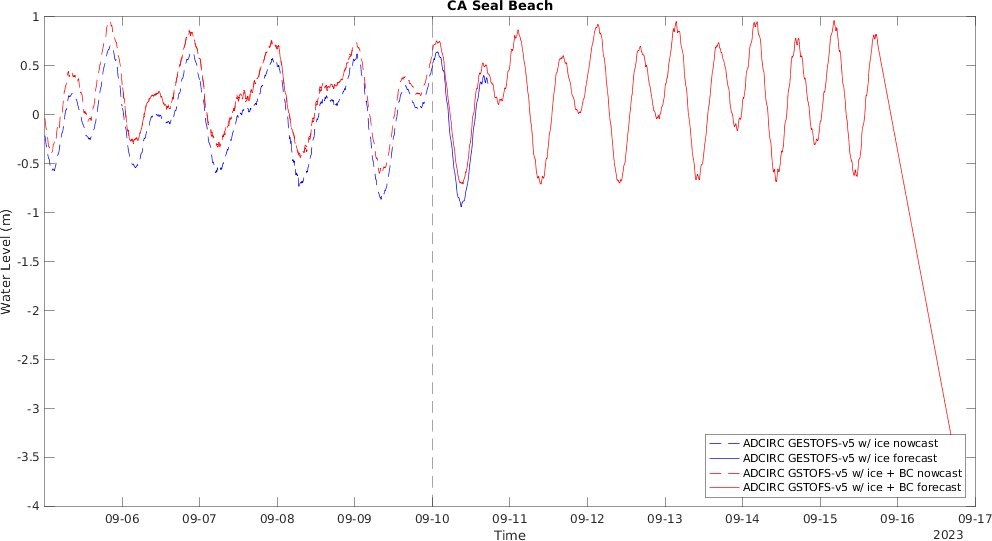 CA Seal Beach
1
0.5
0
-0.5
-1
-1.5
-2
-2.5
-3
-3.5
-4
Water Level (m)
ADCIRC GESTOFS-v5 w/ ice nowcast
ADCIRC GESTOFS-v5 w/ ice forecast
ADCIRC GSTOFS-v5 w/ ice + BC nowcast
ADCIRC GSTOFS-v5 w/ ice + BC forecast
09-06 09-07 09-08 09-09 09-10 09-11 09-12 09-13 09-14 09-15 09-16 09-17
Time
2023